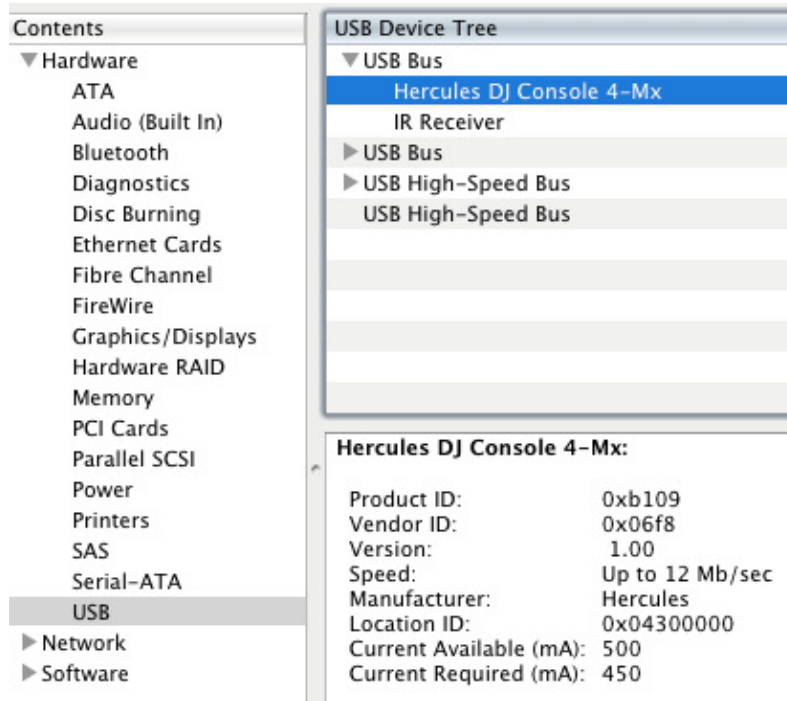 Contents
Hardware
ATA
Audio (Built In)
Bluetooth
Diagnostics
Disc Burning
Ethernet Cards
Fibre Channel
FireWire
Graphics/Displays
Hardware RAID
Memory
PCI Cards
Parallel SCSI
Power
Printers
SAS
Serial-ATA
USB
Network
Software
USB Device Tree
USB Bus
Hercules DJ Console 4-Mx
IR Receiver
USB Bus
USB High-Speed Bus
USB High-Speed Bus
Hercules DJ Console 4-Mx:
Product ID: 0xb109
Vendor ID: 0x06f8
Version: 1.00
Speed: Up to 12 Mb/sec
Manufacturer: Hercules
Location ID: 0x04300000
Current Available (mA): 500
Current Required (mA): 450